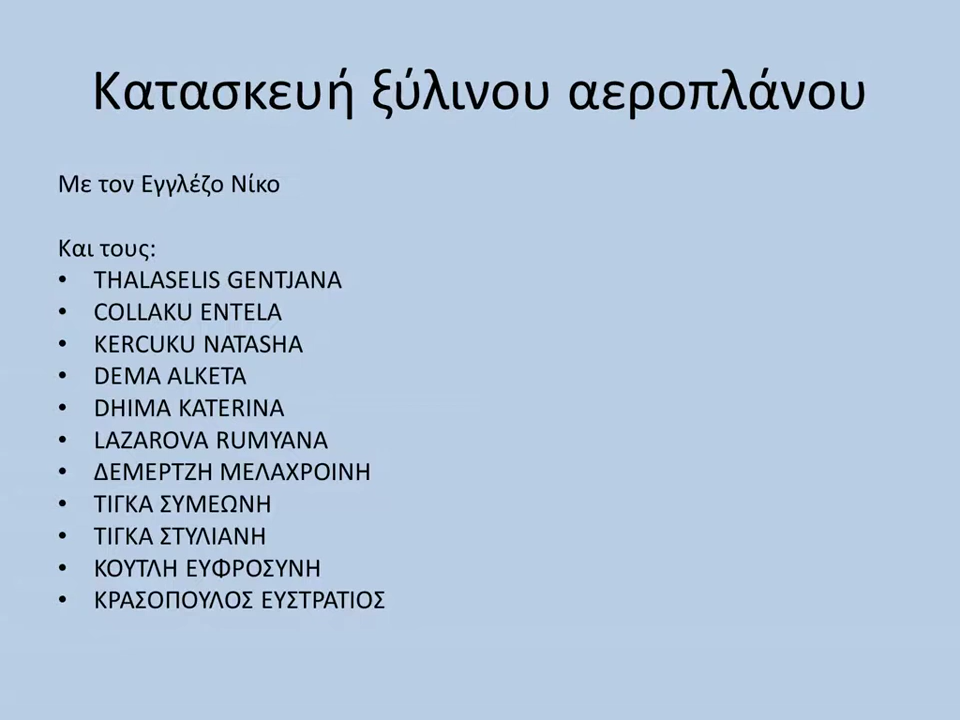 Κατασκευή ξύλινου αεροπλάνου
Με τον Εγγλέζο Νίκο
Και τους:
• THALASELIS GENTJANA
• COLLAKU ENTELA
• KERCUKU NATASHA
• DEMA ALKETA
• DHIMA KATERINA
• LAZAROVA RUMYANA
• ΔΕΜΕΡΤΖΗ ΜΕΛΑΧΡΟΙΝΗ
• ΤΙΓΚΑ ΣΥΜΕΩΝΗ
• ΤΙΓΚΑ ΣΤΥΛΙΑΝΗ
• ΚΟΥΤΛΗ ΕΥΦΡΟΣΥΝΗ
• ΚΡΑΣΟΠΟΥΛΟΣ ΕΥΣΤΡΑΤΙΟΣ